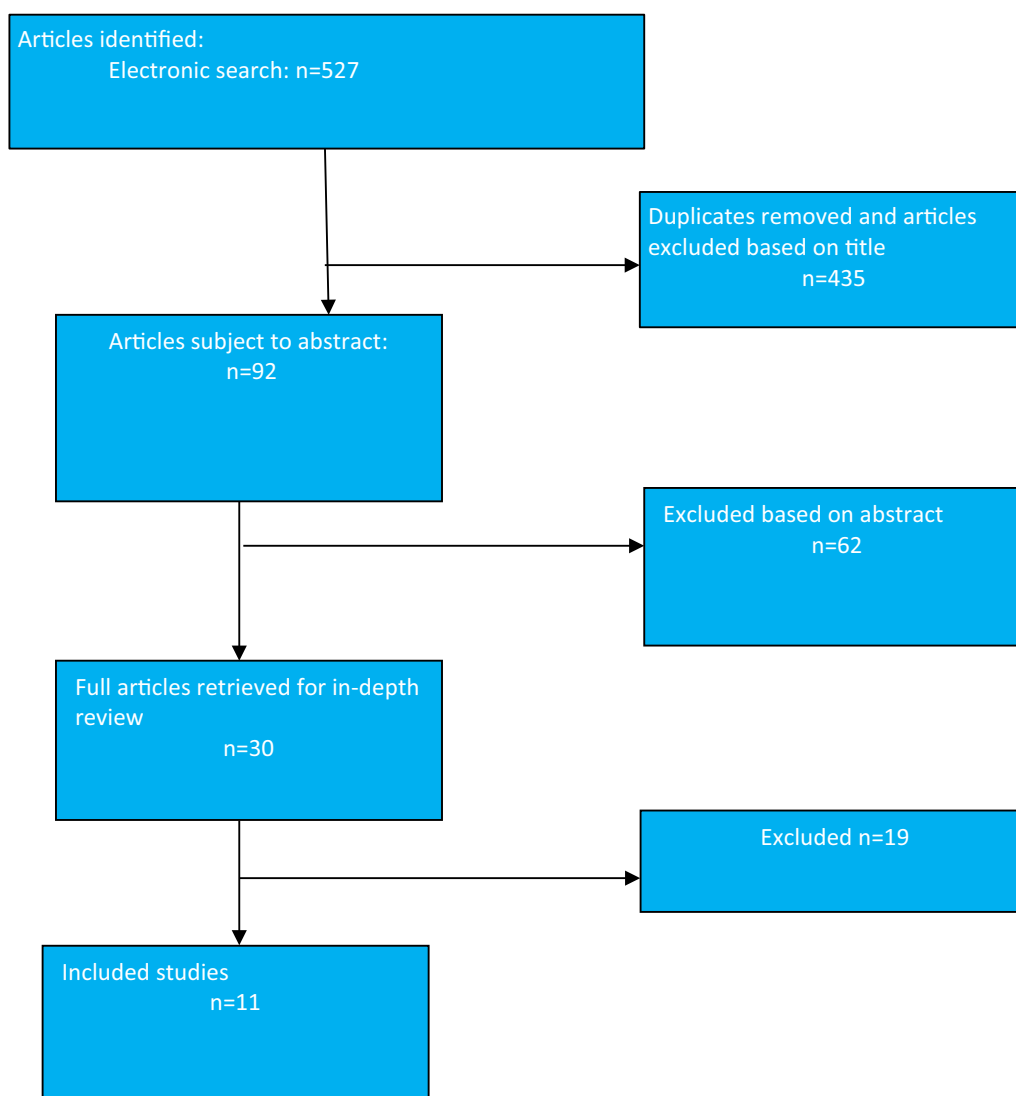 Articles identified:
Electronic search: n=527
Duplicates removed and articles
excluded based on title
n=435
Articles subject to abstract:
n=92
Excluded based on abstract
n=62
Full articles retrieved for in-depth
review
n=30
Excluded n=19
Included studies
n=11